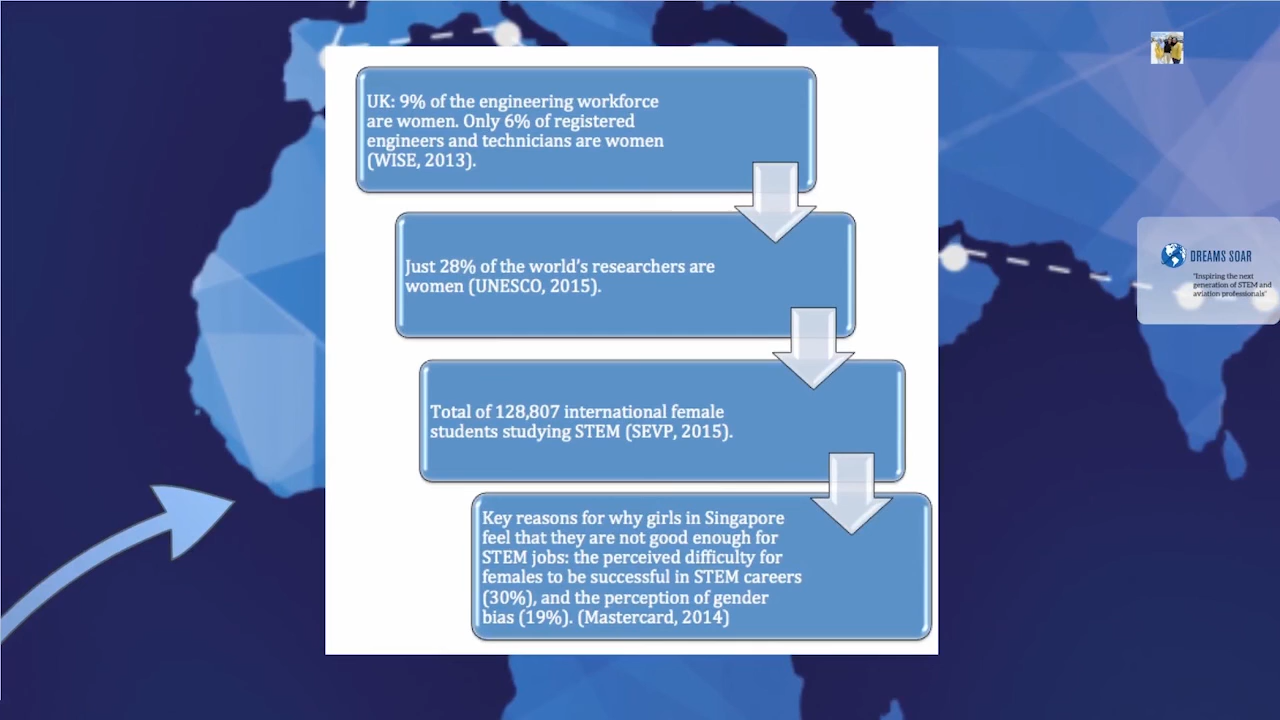 UK: 9% of the engineering workforce
are women. Only 6% of registered
engineers and technicians are women
(WISE, 2013).
Just 28% of the world's researchers are
women (UNESCO, 2015).
Total of 128,807 international female
students studying STEM (SEVP, 2015).
Key reasons for why girls in Singapore
feel that they are not good enough for
STEM jobs: the perceived difficulty for
females to be successful in STEM careers
(30%), and the perception of gender
bias (19%). (Mastercard, 2014)
DREAMS SOAR
"Inspiring the next
generation of STEM and
aviation professionals"